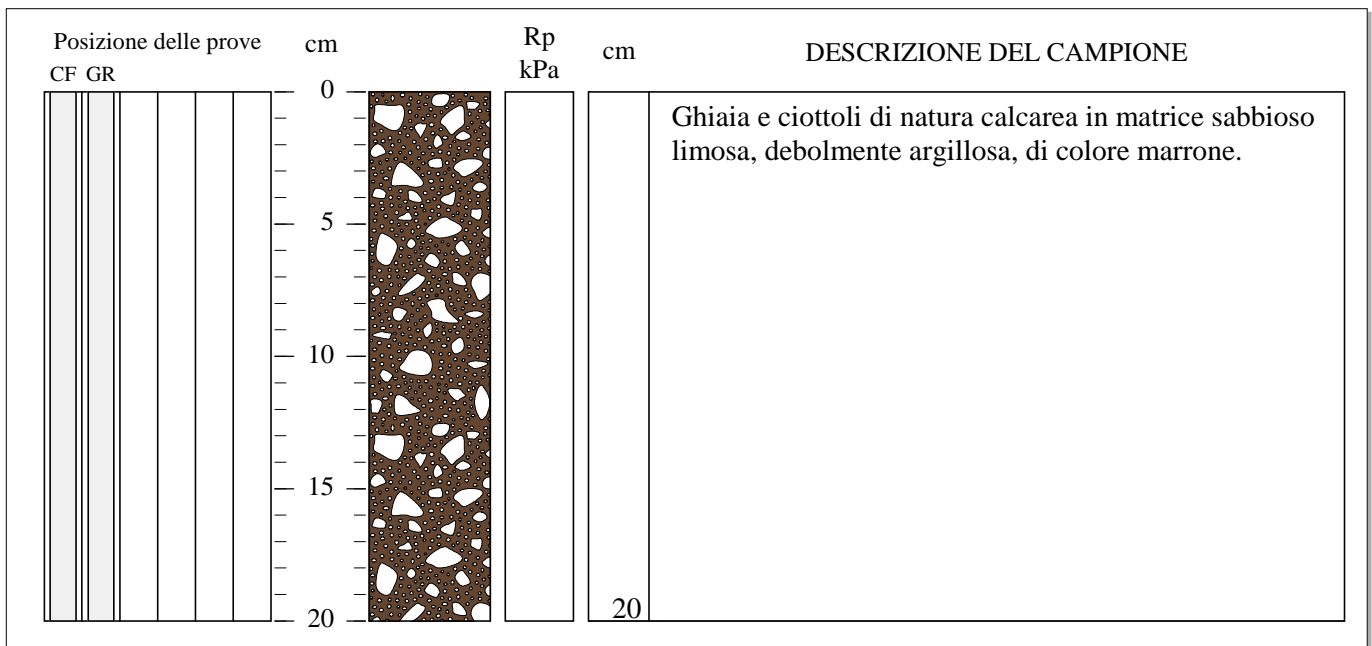 Posizione delle prove
CF GR
cm
Rp
kPa
cm
DESCRIZIONE DEL CAMPIONE
0
5
10
15
20
20
Ghiaia e ciottoli di natura calcarea in matrice sabbioso
limosa, debolmente argillosa, di colore marrone.